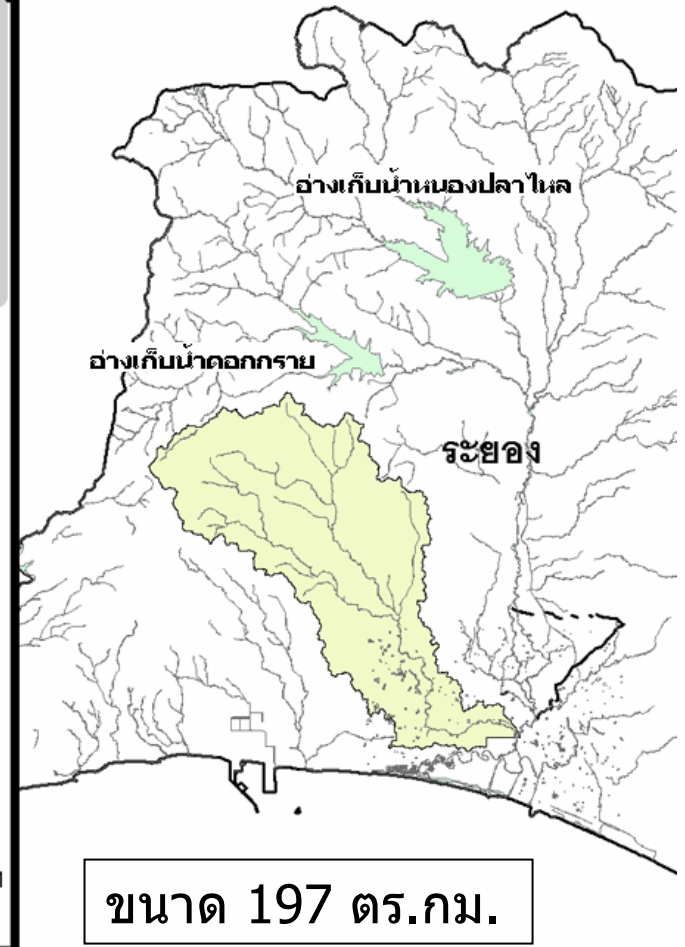 อ่างเก็บน้ำหนองปลาไหล
อ่างเก็บน้ำดอกกราย
ระยอง
ขนาด 197 ตร.กม.